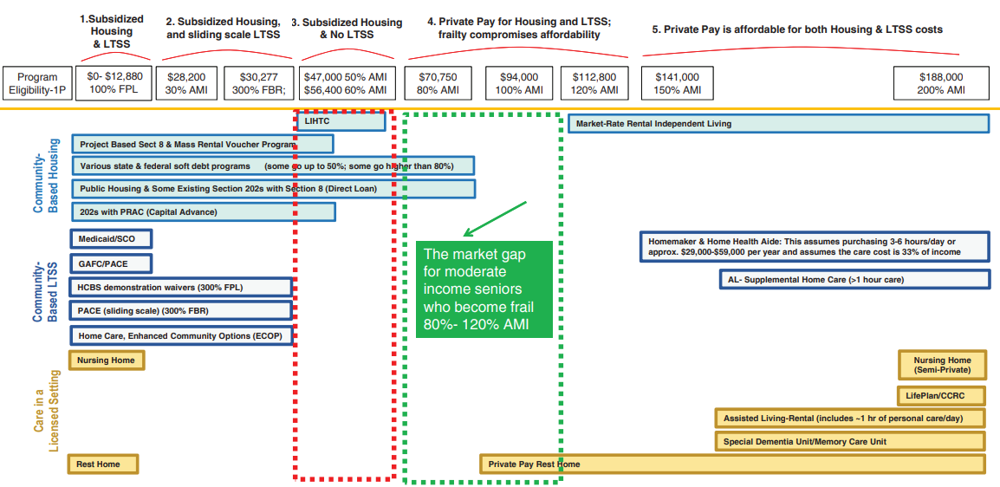 1.Subsidized
Housing
& LTSS
2. Subsidized Housing,
and sliding scale LTSS
3. Subsidized Housing
& No LTSS
4. Private Pay for Housing and LTSS;
frailty compromises affordability
5. Private Pay is affordable for both Housing & LTSS costs
Program
Eligibility-1P
$0- $12,880
100% FPL
$28,200
30% AMI
$30,277
300% FBR;
$47,000 50% AMI
$56,400 60% AMI
$70,750
80% AMI
$94,000
100% AMI
$112,800
120% AMI
$141,000
150% AMI
$188,000
200% AMI
Community-
Based Housing
LIHTC
Market-Rate Rental Independent Living
Project Based Sect 8 & Mass Rental Voucher Program
Various state & federal soft debt programs (some go up to 50%; some go higher than 80%)
Public Housing & Some Existing Section 202s with Section 8 (Direct Loan)
202s with PRAC (Capital Advance)
Community-
Based LTSS
Medicaid/SCO
GAFC/PACE
HCBS demonstration waivers (300% FPL)
PACE (sliding scale) (300% FBR)
Home Care, Enhanced Community Options (ECOP)
The market gap
for moderate
income seniors
who become frail
80%- 120% AMI
Homemaker & Home Health Aide: This assumes purchasing 3-6 hours/day or
approx. $29,000-$59,000 per year and assumes the care cost is 33% of income
AL- Supplemental Home Care (>1 hour care)
Care in a
Licensed Setting
Nursing Home
Nursing Home
(Semi-Private)
LifePlan/CCRC
Assisted Living-Rental (includes ~1 hr of personal care/day)
Special Dementia Unit/Memory Care Unit
Rest Home
Private Pay Rest Home